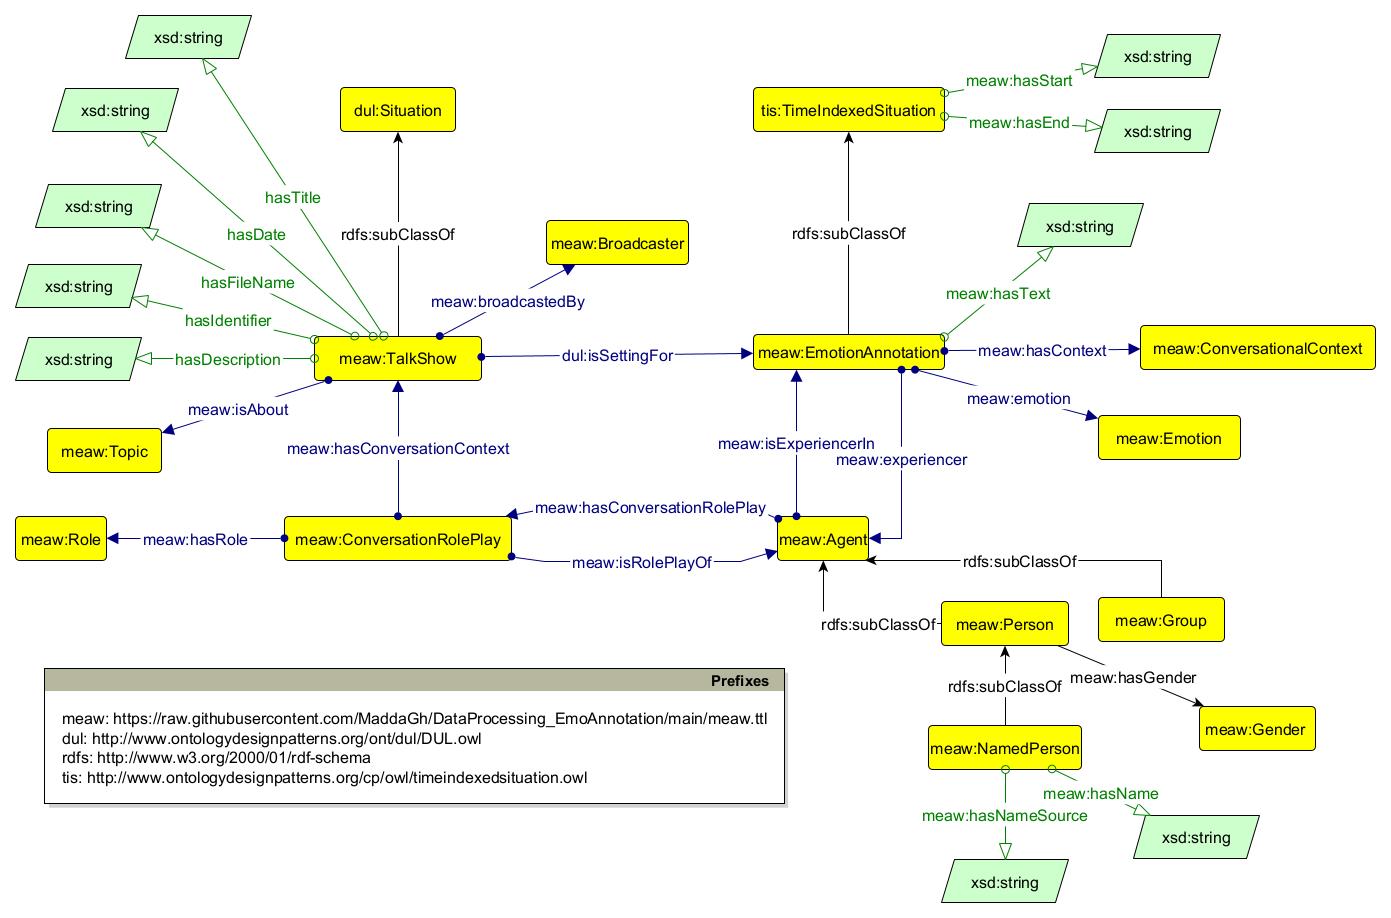 xsd:string
xsd:string
dul:Situation
tis:TimeIndexedSituation
meaw:hasStart
xsd:string
meaw:hasEnd
xsd:string
hasTitle
xsd:string
hasDate
rdfs:subClassOf
meaw:Broadcaster
rdfs:subClassOf
xsd:string
xsd:string
hasFileName
meaw:broadcastedBy
meaw:hasText
hasIdentifier
xsd:string
hasDescription
meaw:TalkShow
dul:isSettingFor
meaw:EmotionAnnotation
meaw:hasContext
meaw:ConversationalContext
meaw:isAbout
meaw:emotion
meaw:Topic
meaw:hasConversationContext
meaw:isExperiencerIn
meaw:experiencer
meaw:Emotion
meaw:hasConversationRolePlay
meaw:Role
meaw:hasRole
meaw:ConversationRolePlay
meaw:Agent
meaw:isRolePlayOf
rdfs:subClassOf
rdfs:subClassOf
meaw:Person
meaw:Group
rdfs:subClassOf
meaw:hasGender
meaw:Gender
meaw:NamedPerson
meaw:hasName
meaw:hasNameSource
xsd:string
xsd:string
Prefixes
meaw: https://raw.githubusercontent.com/MaddaGh/DataProcessing_EmoAnnotation/main/meaw.ttl
dul: http://www.ontologydesignpatterns.org/ont/dul/DUL.owl
rdfs: http://www.w3.org/2000/01/rdf-schema
tis: http://www.ontologydesignpatterns.org/cp/owl/timeindexedsituation.owl